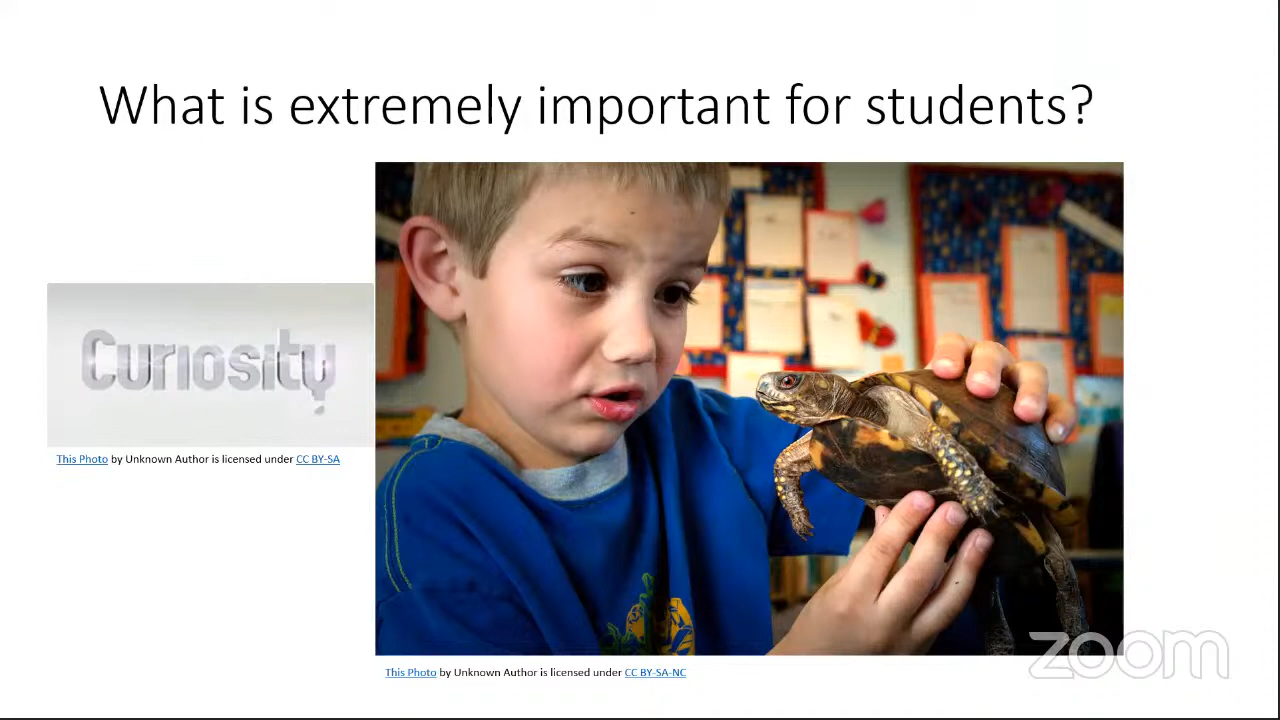 What is extremely important for students?
Curiosity
This Photo by Unknown Author is licensed under CC BY-SA
This Photo by Unknown Author is licensed under CC BY-SA-NC
zoom